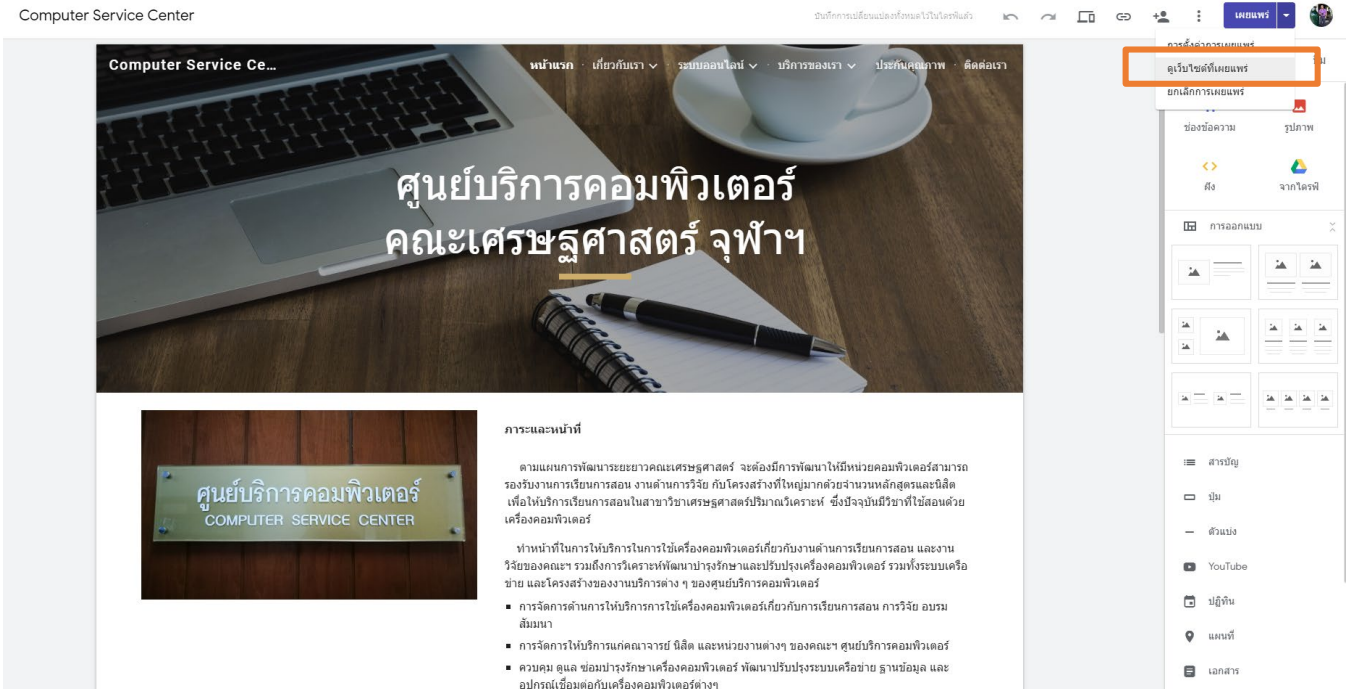 Computer Service Center
บันทึกการเปลี่ยนแปลงทั้งหมดไว้ในไดรฟ์แล้ว
เผยแพร่
การตั้งค่าการเผยแพร่
ดูเว็บไซต์ที่เผยแพร่
ยกเลิกการเผยแพร่
Computer Service Ce...
หน้าแรก เกี่ยวกับเรา ระบบออนไลน์ บริการของเรา ประกันคุณภาพ ติดต่อเรา
ศูนย์บริการคอมพิวเตอร์
คณะเศรษฐศาสตร์ จุฬาฯ
ช่องข้อความ รูปภาพ
ฝัง จากไดรฟ์
การออกแบบ
ศูนย์บริการคอมพิวเตอร์
COMPUTER SERVICE CENTER
ภาระและหน้าที่
ตามแผนการพัฒนาระยะยาวคณะเศรษฐศาสตร์ จะต้องมีการพัฒนาให้มีหน่วยคอมพิวเตอร์สามารถ
รองรับงานการเรียนการสอน งานด้านการวิจัย กับโครงสร้างที่ใหญ่มากด้วยจำนวนหลักสูตรและนิสิต
เพื่อให้บริการเรียนการสอนในสาขาวิชาเศรษฐศาสตร์ปริมาณวิเคราะห์ ซึ่งปัจจุบันมีวิชาที่ใช้สอนด้วย
เครื่องคอมพิวเตอร์
ทำหน้าที่ในการให้บริการในการใช้เครื่องคอมพิวเตอร์เกี่ยวกับงานด้านการเรียนการสอน และงาน
วิจัยของคณะฯ รวมถึงการวิเคราะห์พัฒนาบำรุงรักษาและปรับปรุงเครื่องคอมพิวเตอร์ รวมทั้งระบบเครือ
ข่าย และโครงสร้างของงานบริการต่าง ๆ ของศูนย์บริการคอมพิวเตอร์
▪ การจัดการด้านการให้บริการการใช้เครื่องคอมพิวเตอร์เกี่ยวกับการเรียนการสอน การวิจัย อบรม
สัมมนา
▪ การจัดการให้บริการแก่คณาจารย์ นิสิต และหน่วยงานต่างๆ ของคณะฯ ศูนย์บริการคอมพิวเตอร์
▪ ควบคุม ดูแล ซ่อมบำรุงรักษาเครื่องคอมพิวเตอร์ พัฒนาปรับปรุงระบบเครือข่าย ฐานข้อมูล และ
อุปกรณ์เชื่อมต่อกับเครื่องคอมพิวเตอร์ต่างๆ
สารบัญ
ปุ่ม
ตัวแบ่ง
YouTube
ปฏิทิน
แผนที่
เอกสาร